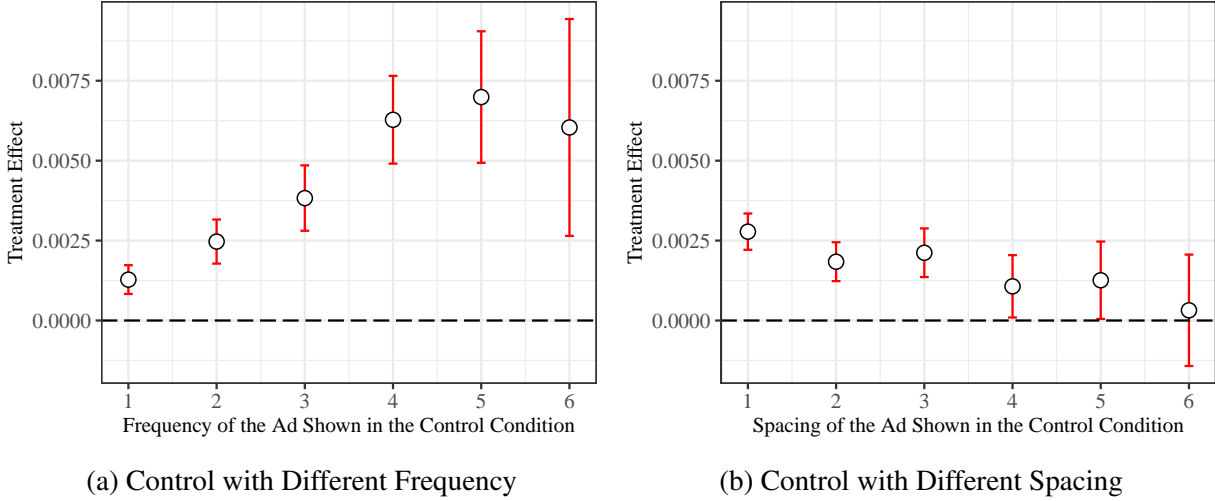 Treatment Effect
0.0075
0.0050
0.0025
0.0000
1 2 3 4 5 6
Frequency of the Ad Shown in the Control Condition
(a) Control with Different Frequency
Treatment Effect
0.0075
0.0050
0.0025
0.0000
1 2 3 4 5 6
Spacing of the Ad Shown in the Control Condition
(b) Control with Different Spacing